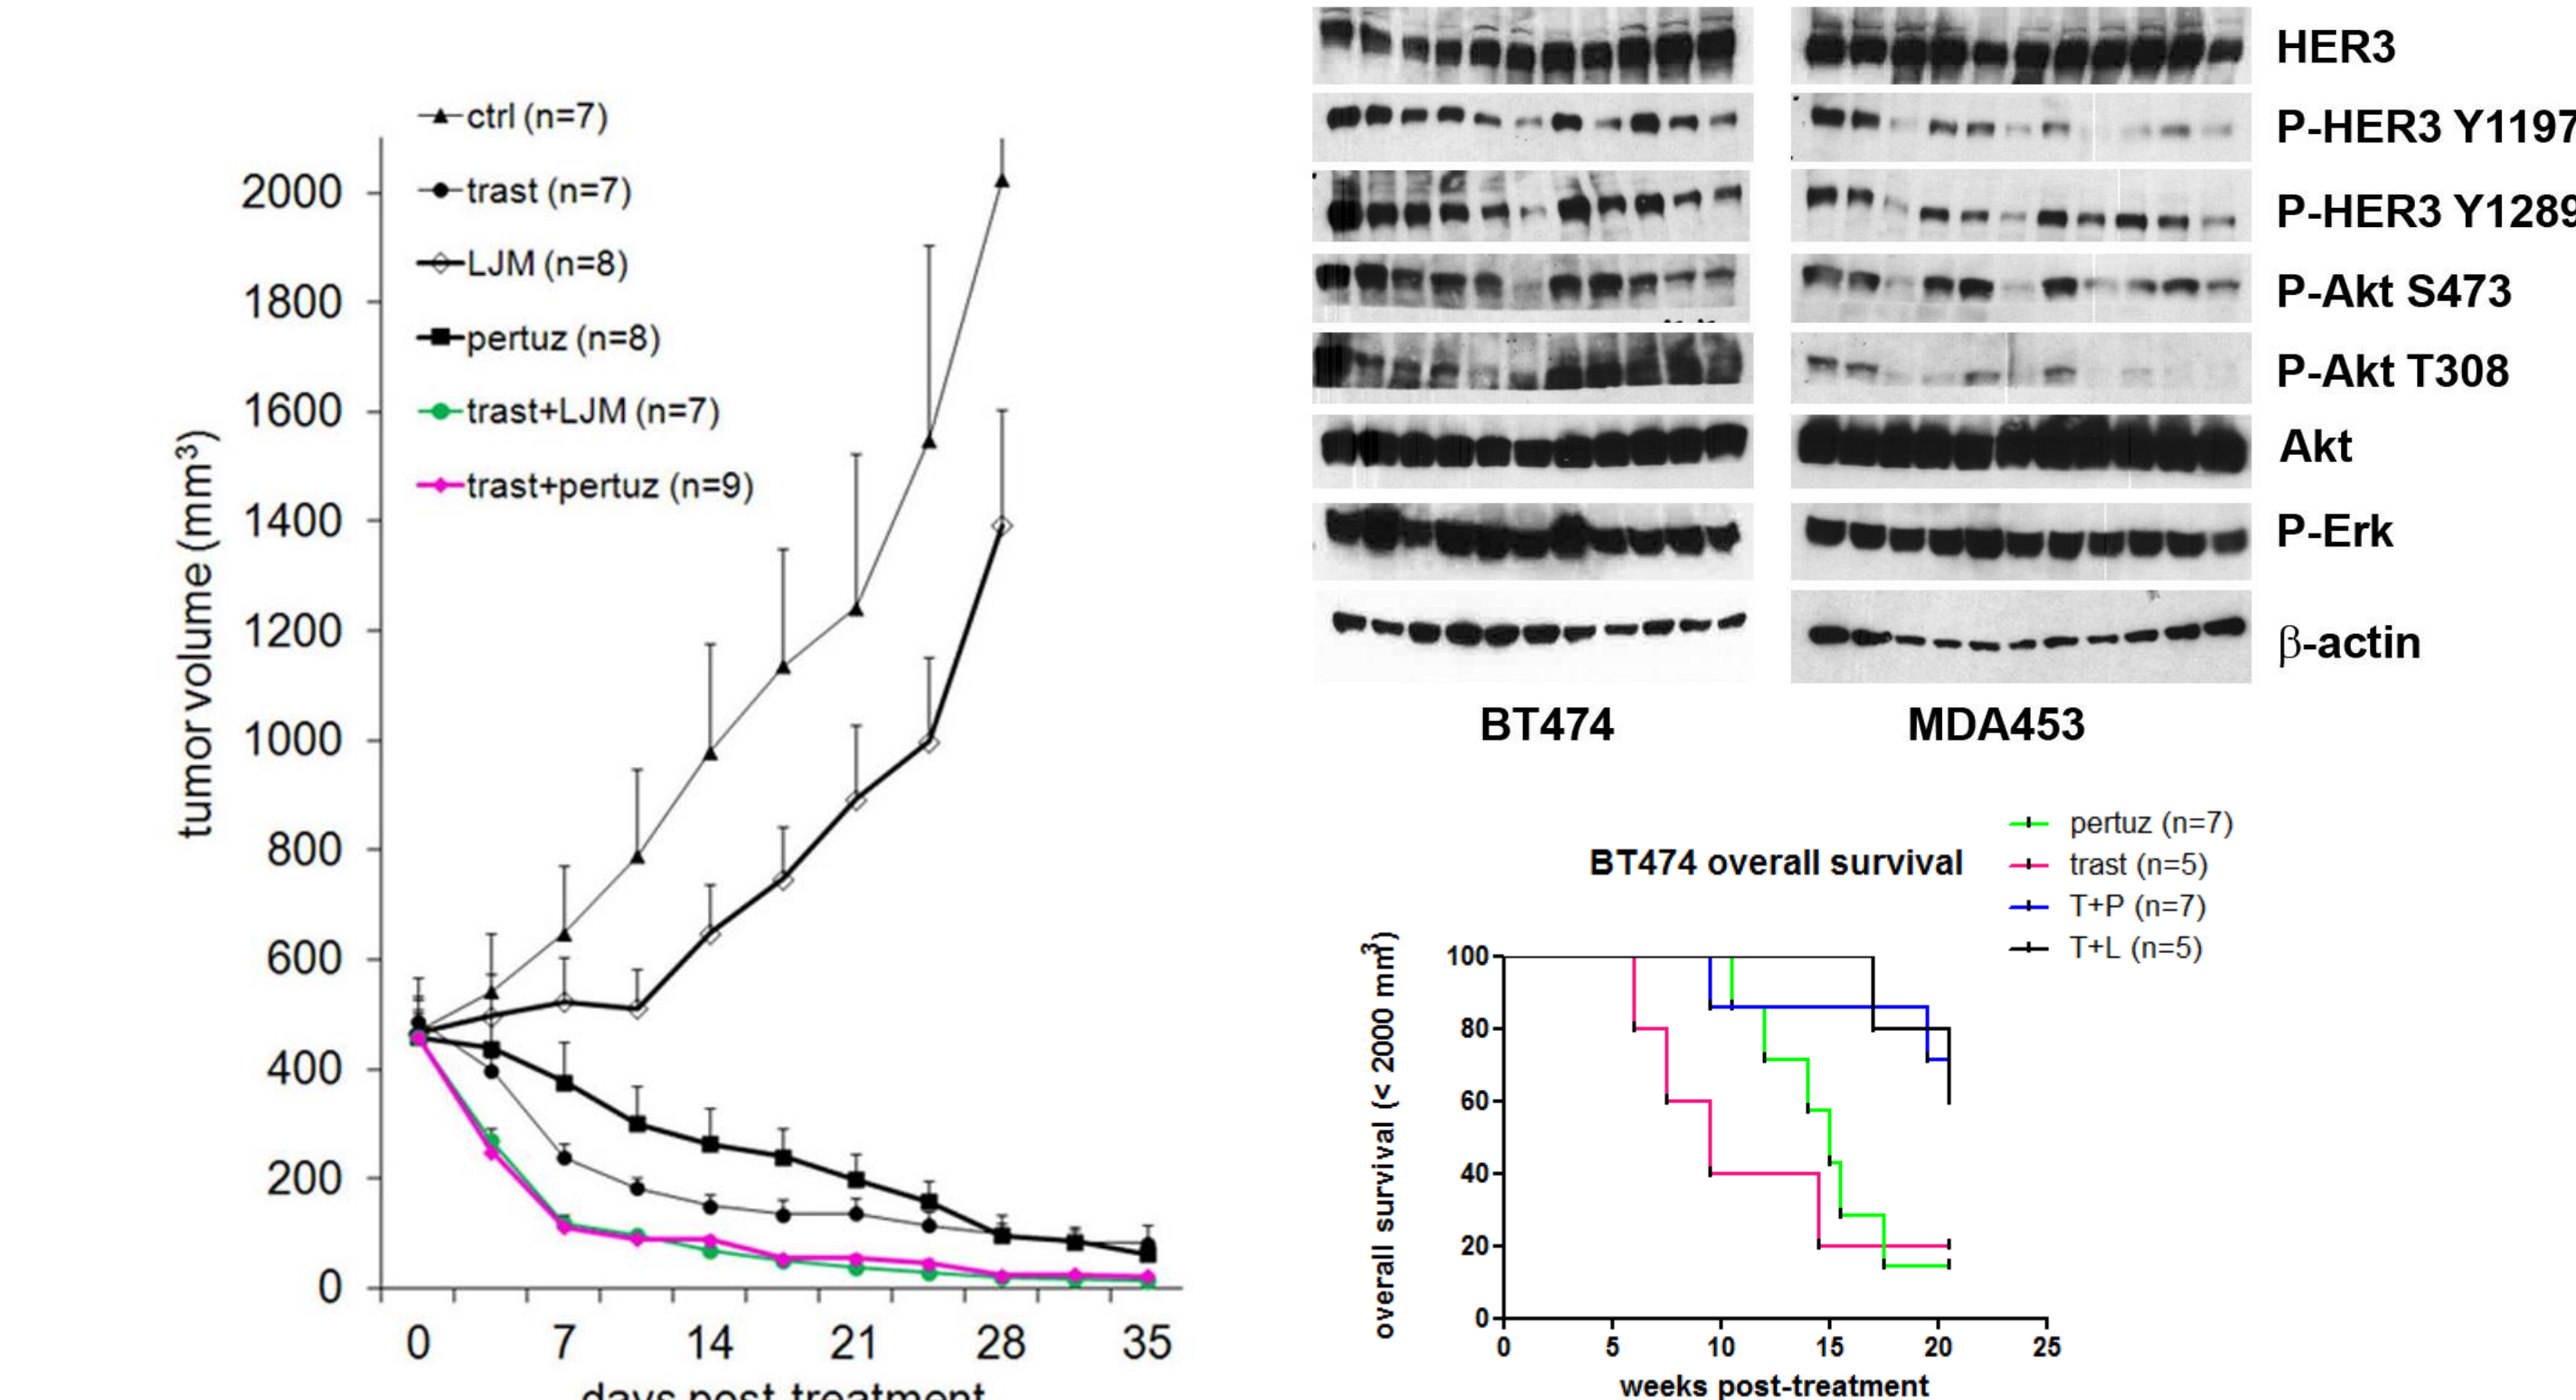 ctrl (n=7)
trast (n=7)
LJM (n=8)
pertuz (n=8)
trast+LJM (n=7)
trast+pertuz (n=9)
tumor volume (mm³)
2000
1800
1600
1400
1200
1000
800
600
400
200
0
0 7 14 21 28 35
days post-treatment
HER3
P-HER3 Y1197
P-HER3 Y1289
P-Akt S473
P-Akt T308
Akt
P-Erk
β-actin
BT474 MDA453
pertuz (n=7)
trast (n=5)
T+P (n=7)
T+L (n=5)
BT474 overall survival
overall survival (< 2000 mm³)
100
80
60
40
20
0
0 5 10 15 20 25
weeks post-treatment